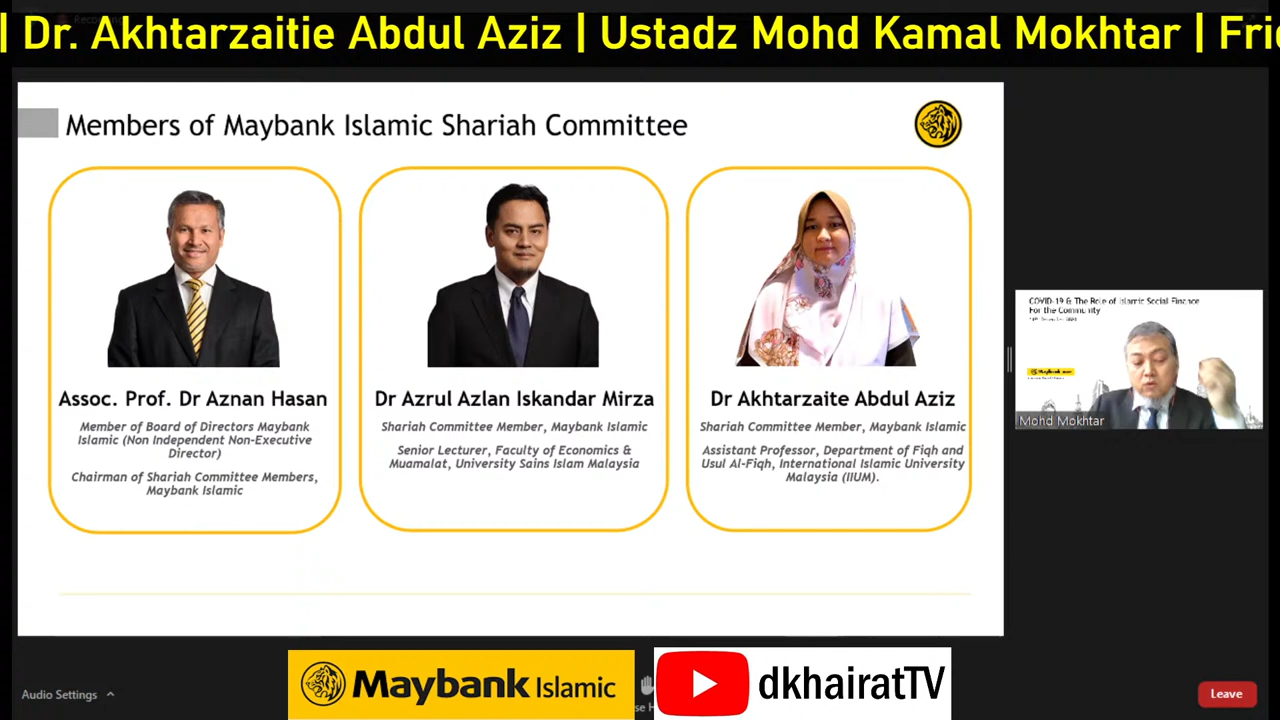 Recording
| Dr. Akhtarzaitie Abdul Aziz | Ustadz Mohd Kamal Mokhtar | Frid
Members of Maybank Islamic Shariah Committee
Assoc. Prof. Dr Aznan Hasan
Member of Board of Directors Maybank
Islamic (Non Independent Non-Executive
Director)
Chairman of Shariah Committee Members,
Maybank Islamic
Dr Azrul Azlan Iskandar Mirza
Shariah Committee Member, Maybank Islamic
Senior Lecturer, Faculty of Economics &
Muamalat, University Sains Islam Malaysia
Dr Akhtarzaite Abdul Aziz
Shariah Committee Member, Maybank Islamic
Assistant Professor, Department of Fiqh and
Usul Al-Fiqh, International Islamic University
Malaysia (IIUM).
COVID-19 & The Role of Islamic Social Finance
For the Community
Mohd Mokhtar
Audio Settings
Maybank Islamic
dkhairatTV
Leave